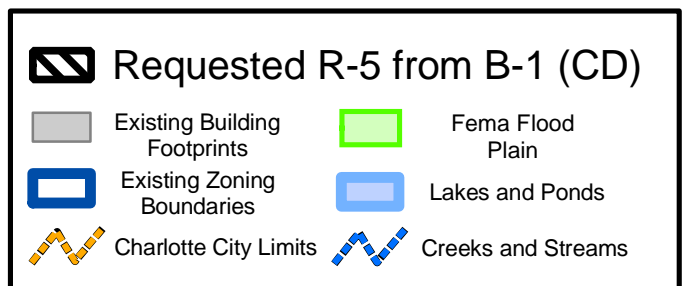 Requested R-5 from B-1 (CD)
Existing Building
Footprints
Fema Flood
Plain
Existing Zoning
Boundaries
Lakes and Ponds
Charlotte City Limits
Creeks and Streams